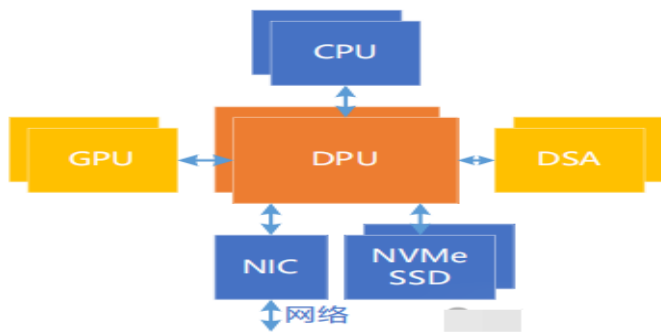 CPU
GPU
DPU
DSA
NIC
NVMe
SSD
网络